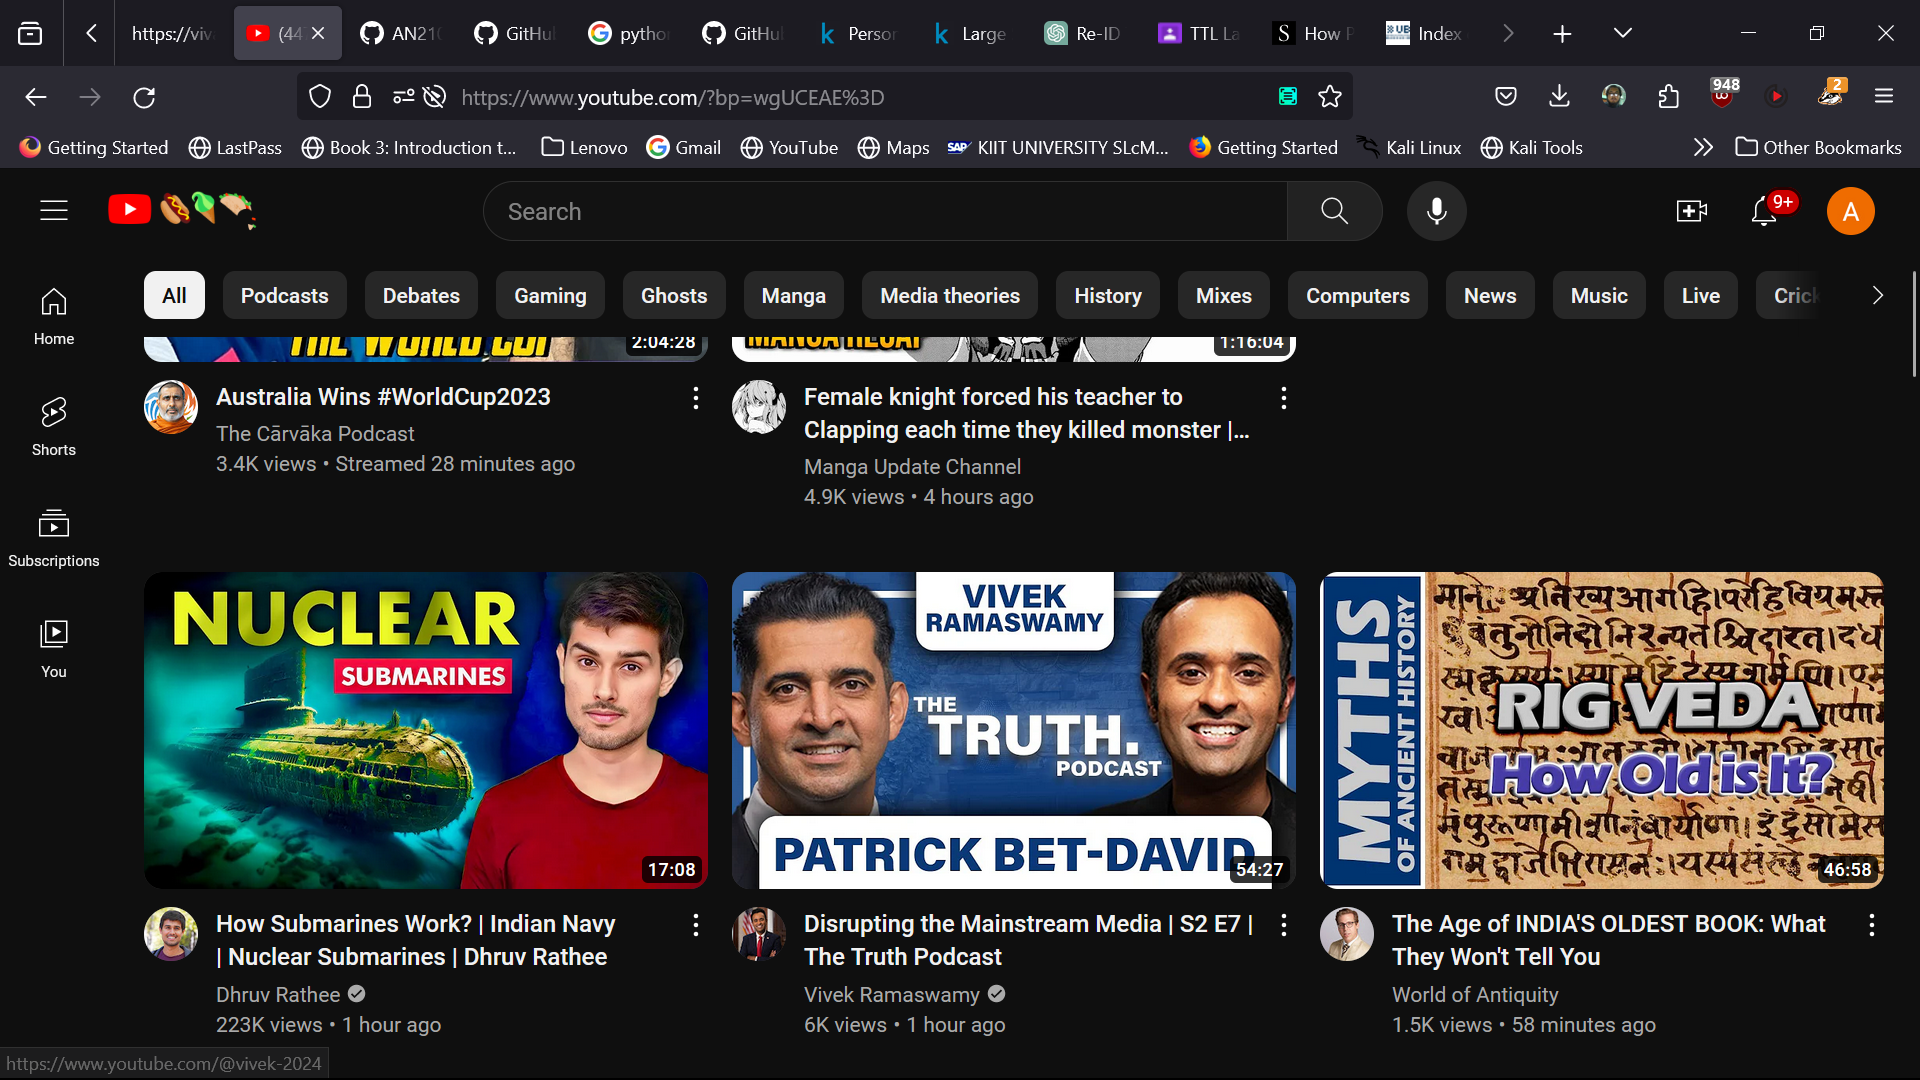 https://viv
(44
AN210
GitHu
pytho
GitHu
Person
Large
Re-ID
TTL La
S
How P
UB
Index
https://www.youtube.com/?bp=wgUCEAE%3D
948
2
Getting Started
LastPass
Book 3: Introduction t...
Lenovo
Gmail
YouTube
Maps
SAP KIIT UNIVERSITY SLcM...
Getting Started
Kali Linux
Kali Tools
Other Bookmarks
Search
9+
A
All
Podcasts
Debates
Gaming
Ghosts
Manga
Media theories
History
Mixes
Computers
News
Music
Live
Crick
Home
Shorts
Subscriptions
You
THE WORLD CUP
2:04:28
MANGA RECAP
1:16:04
Australia Wins #WorldCup2023
The Cārvāka Podcast
3.4K views • Streamed 28 minutes ago
Female knight forced his teacher to
Clapping each time they killed monster |...
Manga Update Channel
4.9K views • 4 hours ago
NUCLEAR
SUBMARINES
17:08
VIVEK
RAMASWAMY
THE
TRUTH.
PODCAST
PATRICK BET-DAVID
54:27
MYTHS
OF ANCIENT HISTORY
RIG VEDA
How Old is It?
46:58
How Submarines Work? | Indian Navy
| Nuclear Submarines | Dhruv Rathee
Dhruv Rathee
223K views • 1 hour ago
Disrupting the Mainstream Media | S2 E7 |
The Truth Podcast
Vivek Ramaswamy
6K views • 1 hour ago
The Age of INDIA'S OLDEST BOOK: What
They Won't Tell You
World of Antiquity
1.5K views • 58 minutes ago
https://www.youtube.com/@vivek-2024